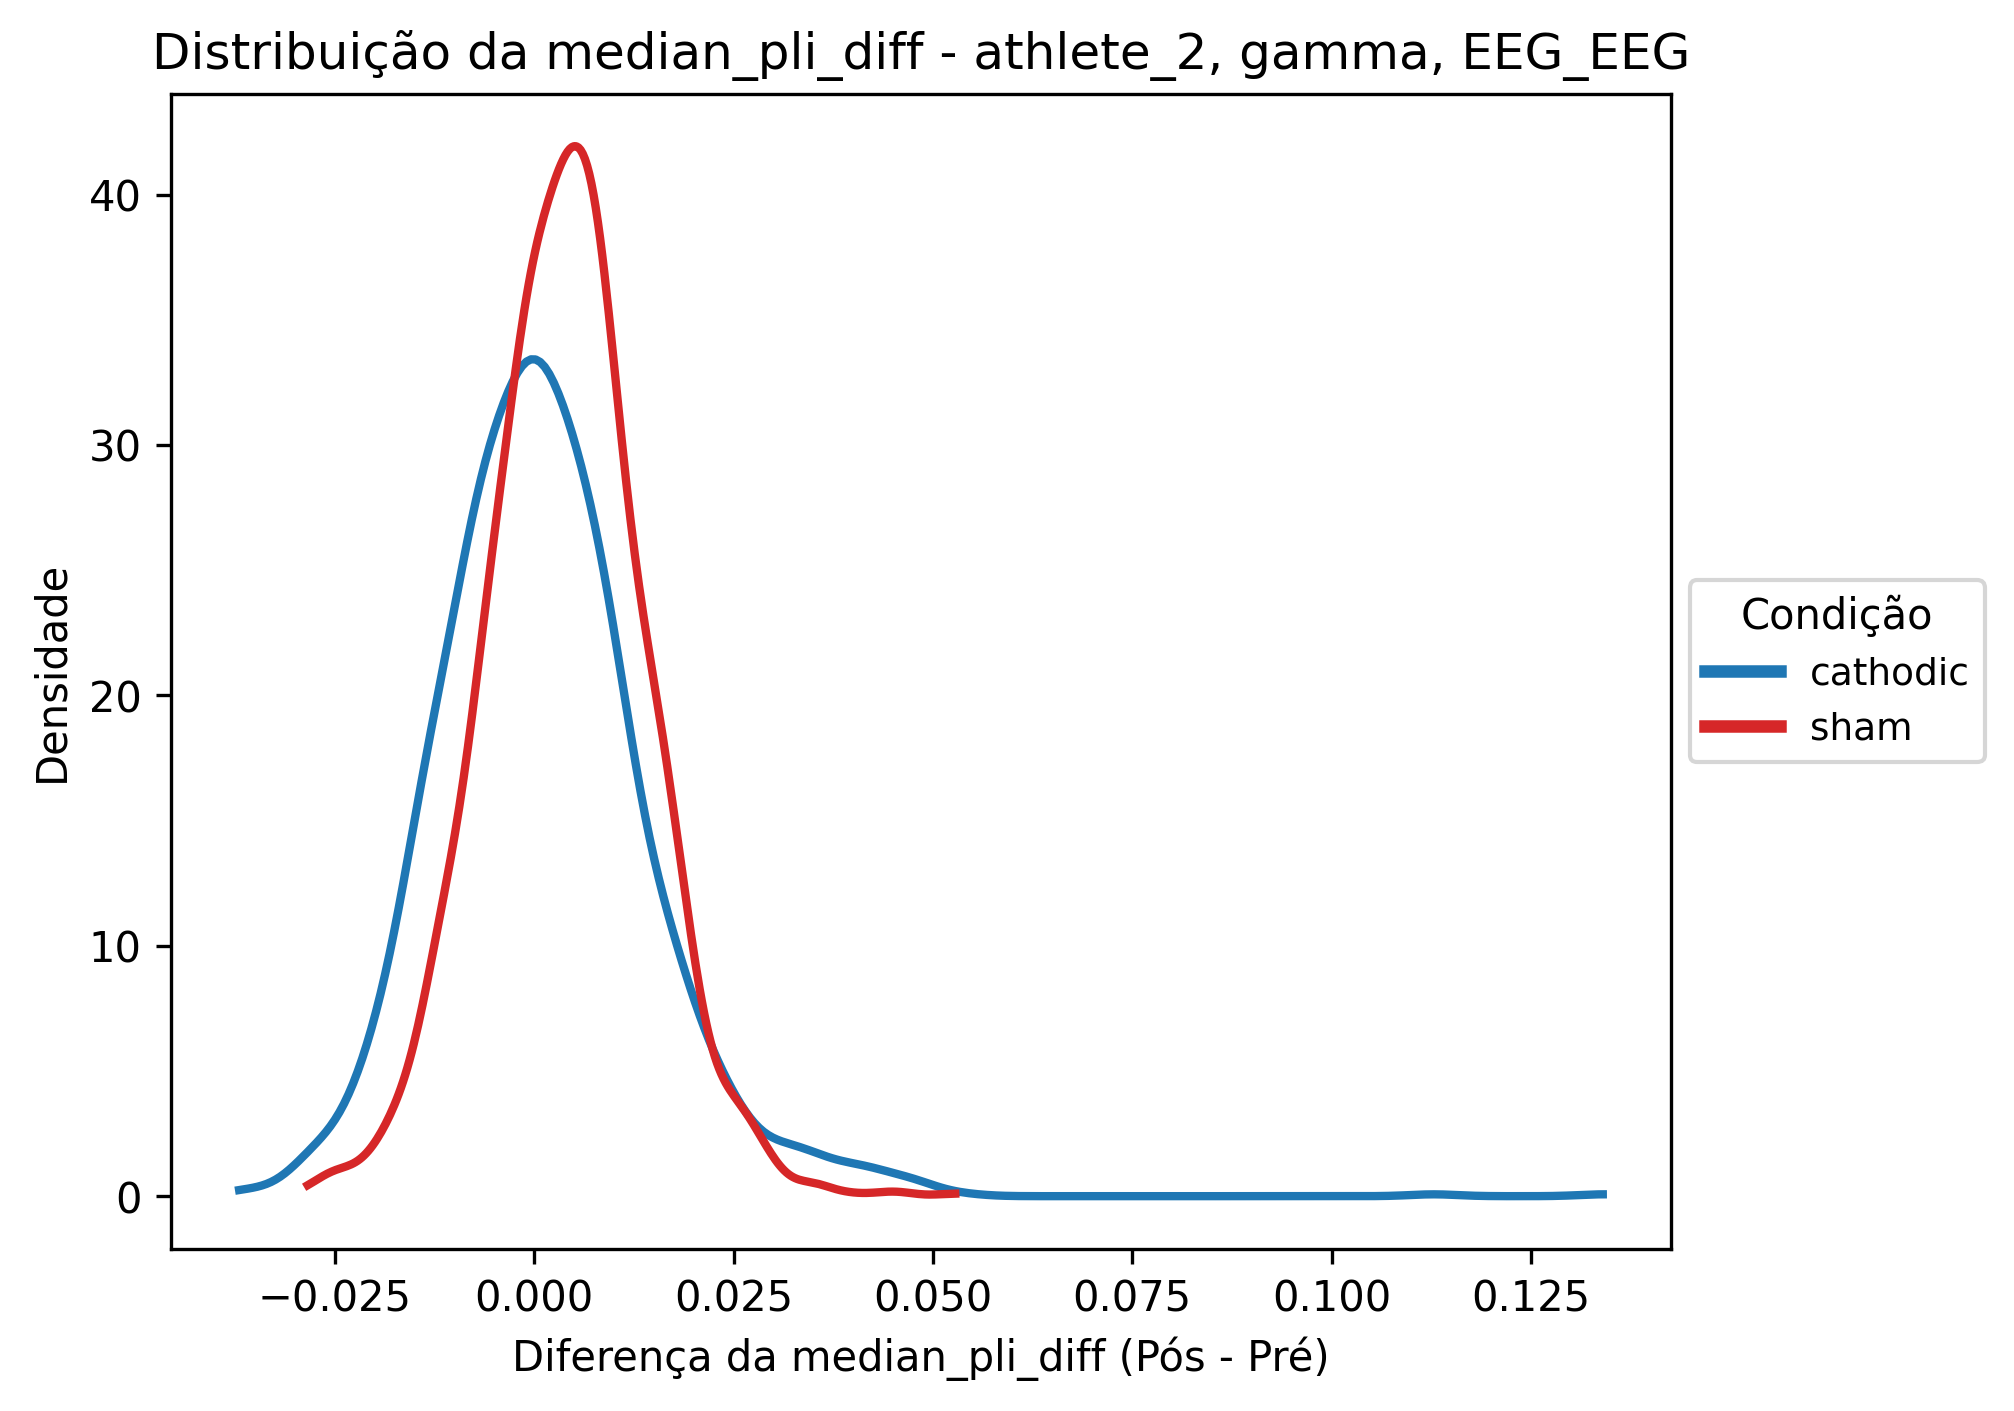 Distribuição da median_pli_diff - athlete_2, gamma, EEG_EEG
Densidade
40
30
20
10
0
−0.025 0.000 0.025 0.050 0.075 0.100 0.125
Diferença da median_pli_diff (Pós - Pré)
Condição
cathodic
sham